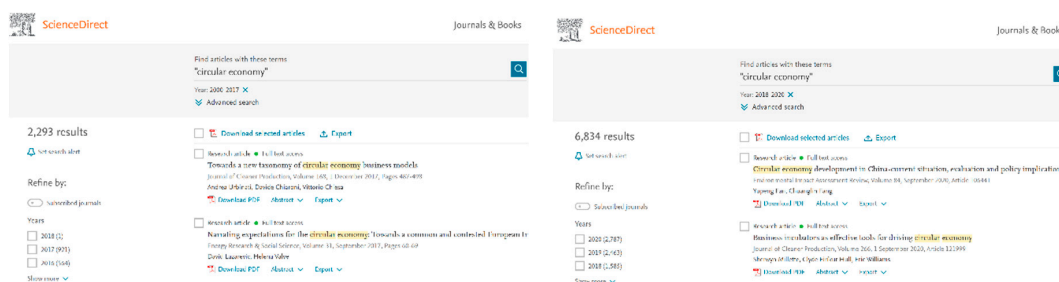 ScienceDirect
Journals & Books
Find articles with these terms
"circular economy"
Year: 2000-2017 ×
Advanced search
2,293 results
Download selected articles Export
Set search alert
Research article Full text access
Towards a new taxonomy of circular economy business models
Journal of Cleaner Production, Volume 168, 1 December 2017, Pages 487-498
Andrea Urbinati, Davide Chiaroni, Vittorio Chiesa
Download PDF Abstract Export
Refine by:
Subscribed journals
Years
2018 (1)
2017 (921)
2016 (564)
Show more
Research article Full text access
Narrating expectations for the circular economy: Towards a common and contested European tr
Energy Research & Social Science, Volume 31, September 2017, Pages 60-69
David Lazarevic, Helena Valve
Download PDF Abstract Export
ScienceDirect
Journals & Book
Find articles with these terms
"circular economy"
Year: 2018-2020 ×
Advanced search
6,834 results
Download selected articles Export
Set search alert
Research article Full text access
Circular economy development in China-current situation, evaluation and policy implication
Environmental Impact Assessment Review, Volume 84, September 2020, Article 106441
Yupeng Fan, Chuanglin Fang
Download PDF Abstract Export
Refine by:
Subscribed journals
Years
2020 (2,787)
2019 (2,463)
2018 (1,585)
Show more
Research article Full text access
Business incubators as effective tools for driving circular economy
Journal of Cleaner Production, Volume 266, 1 September 2020, Article 121999
Sherwyn Millette, Eric Williams
Download PDF Abstract Export